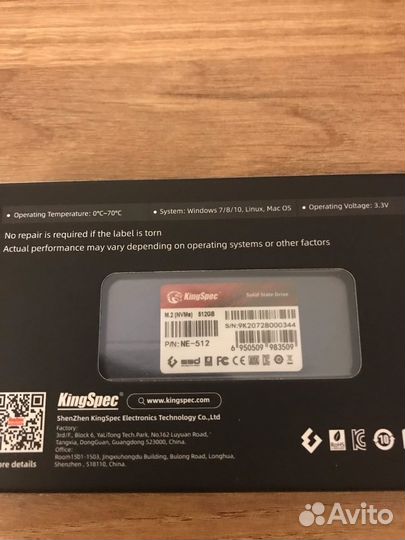 Operating Temperature: 0℃~70℃
System: Windows 7/8/10, Linux, Mac OS
Operating Voltage: 3.3V
No repair is required if the label is torn
Actual performance may vary depending on operating systems or other factors
KingSpec
Solid State Drive
M.2 (NVMe) 512GB
S/N:9K20728000344
P/N: NE-512
6 950509 983509
SSD
KingSpec
www.kingspec.com
ShenZhen KingSpec Electronics Technology Co.,Ltd
Factory:
3rd/F, Block 6, YaLiTong Tech.Park, No.162 Luyuan Road,
Tangxia, DongGuan, Guangdong 523000, China.
Office:
Room1501-1503, Jingxiuhongdu Building, Bulong Road, Longhua,
Shenzhen, 518110, China.
details
RoHS
FC
10
Avito